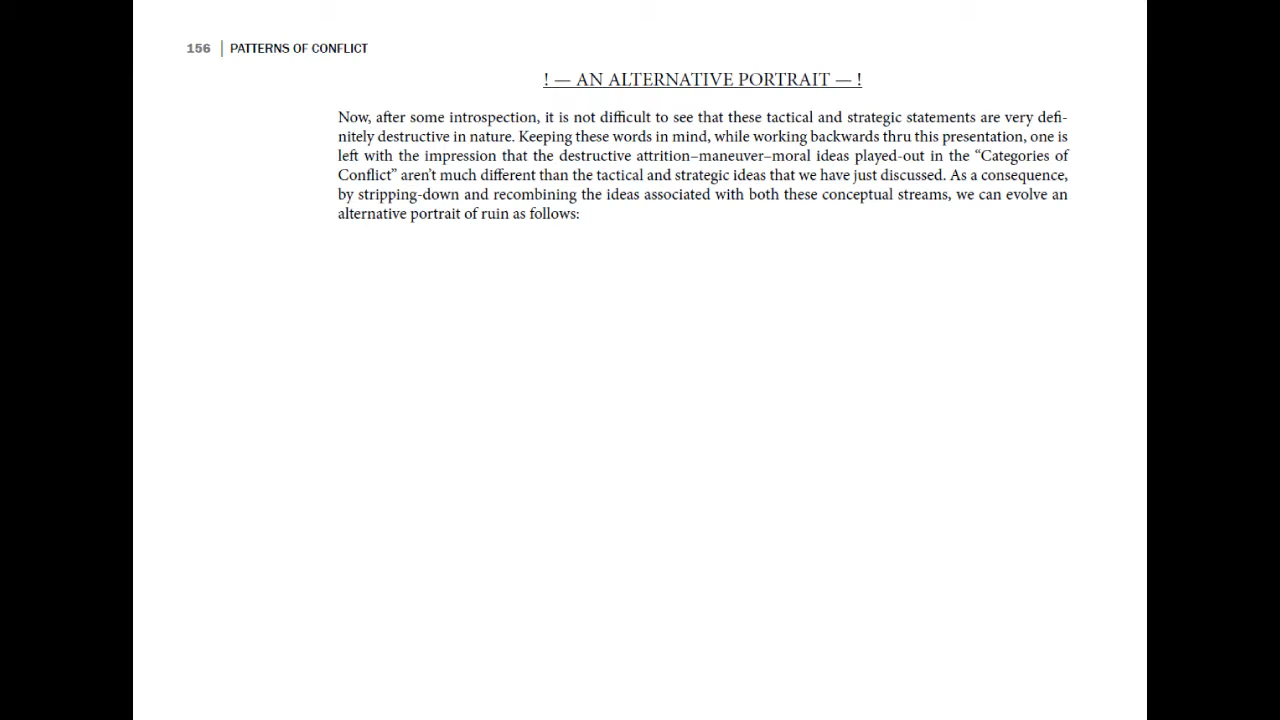 156 | PATTERNS OF CONFLICT
! — AN ALTERNATIVE PORTRAIT — !
Now, after some introspection, it is not difficult to see that these tactical and strategic statements are very defi-
nitely destructive in nature. Keeping these words in mind, while working backwards thru this presentation, one is
left with the impression that the destructive attrition–maneuver–moral ideas played-out in the “Categories of
Conflict” aren’t much different than the tactical and strategic ideas that we have just discussed. As a consequence,
by stripping-down and recombining the ideas associated with both these conceptual streams, we can evolve an
alternative portrait of ruin as follows: